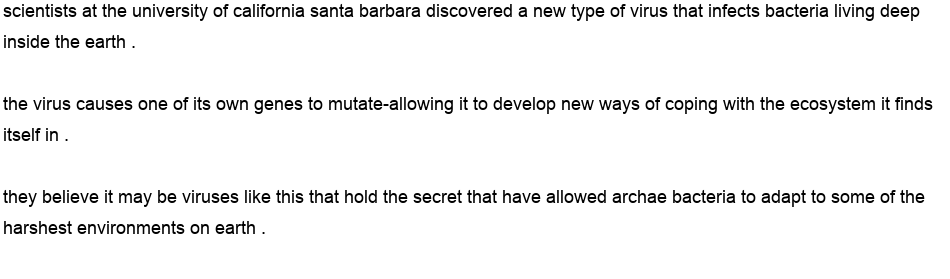 scientists at the university of california santa barbara discovered a new type of virus that infects bacteria living deep
inside the earth .
the virus causes one of its own genes to mutate-allowing it to develop new ways of coping with the ecosystem it finds
itself in .
they believe it may be viruses like this that hold the secret that have allowed archae bacteria to adapt to some of the
harshest environments on earth .